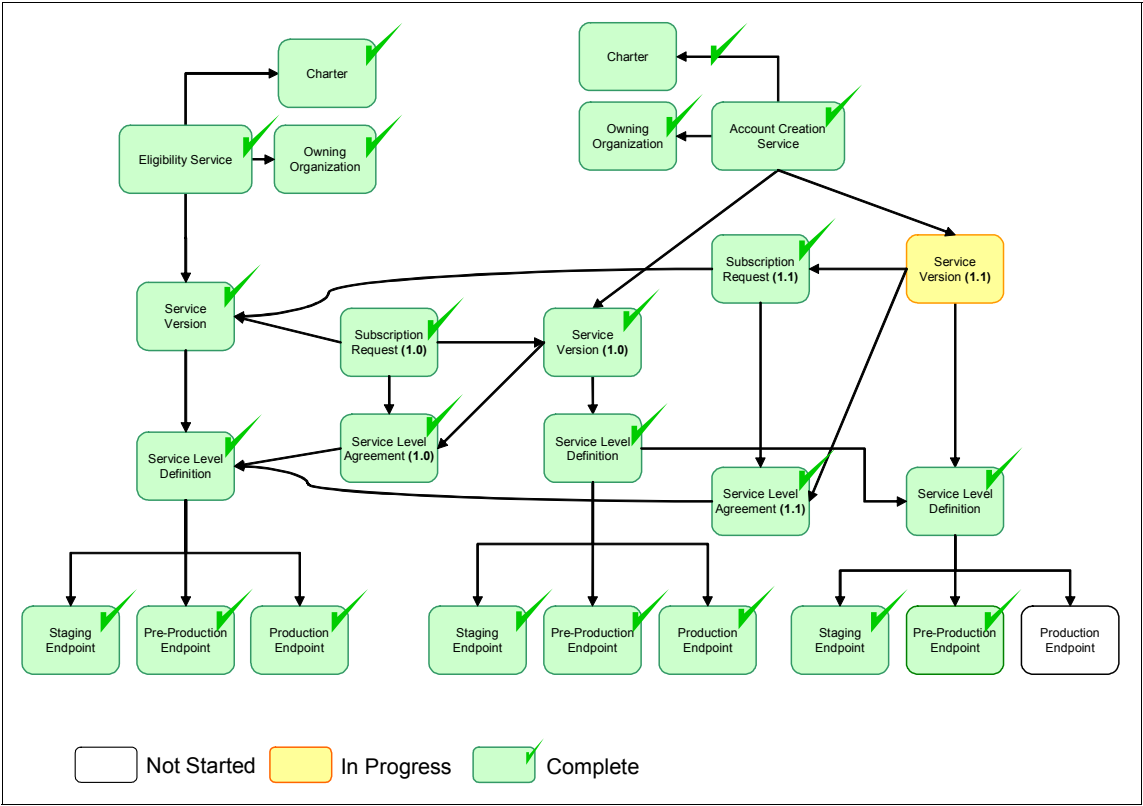 Charter
Charter
Eligibility Service
Owning
Organization
Owning
Organization
Account Creation
Service
Subscription
Request (1.1)
Service
Version (1.1)
Service
Version
Subscription
Request (1.0)
Service
Version (1.0)
Service Level
Definition
Service Level
Agreement (1.0)
Service Level
Definition
Service Level
Agreement (1.1)
Service Level
Definition
Staging
Endpoint
Pre-Production
Endpoint
Production
Endpoint
Staging
Endpoint
Pre-Production
Endpoint
Production
Endpoint
Staging
Endpoint
Pre-Production
Endpoint
Production
Endpoint
Not Started
In Progress
Complete